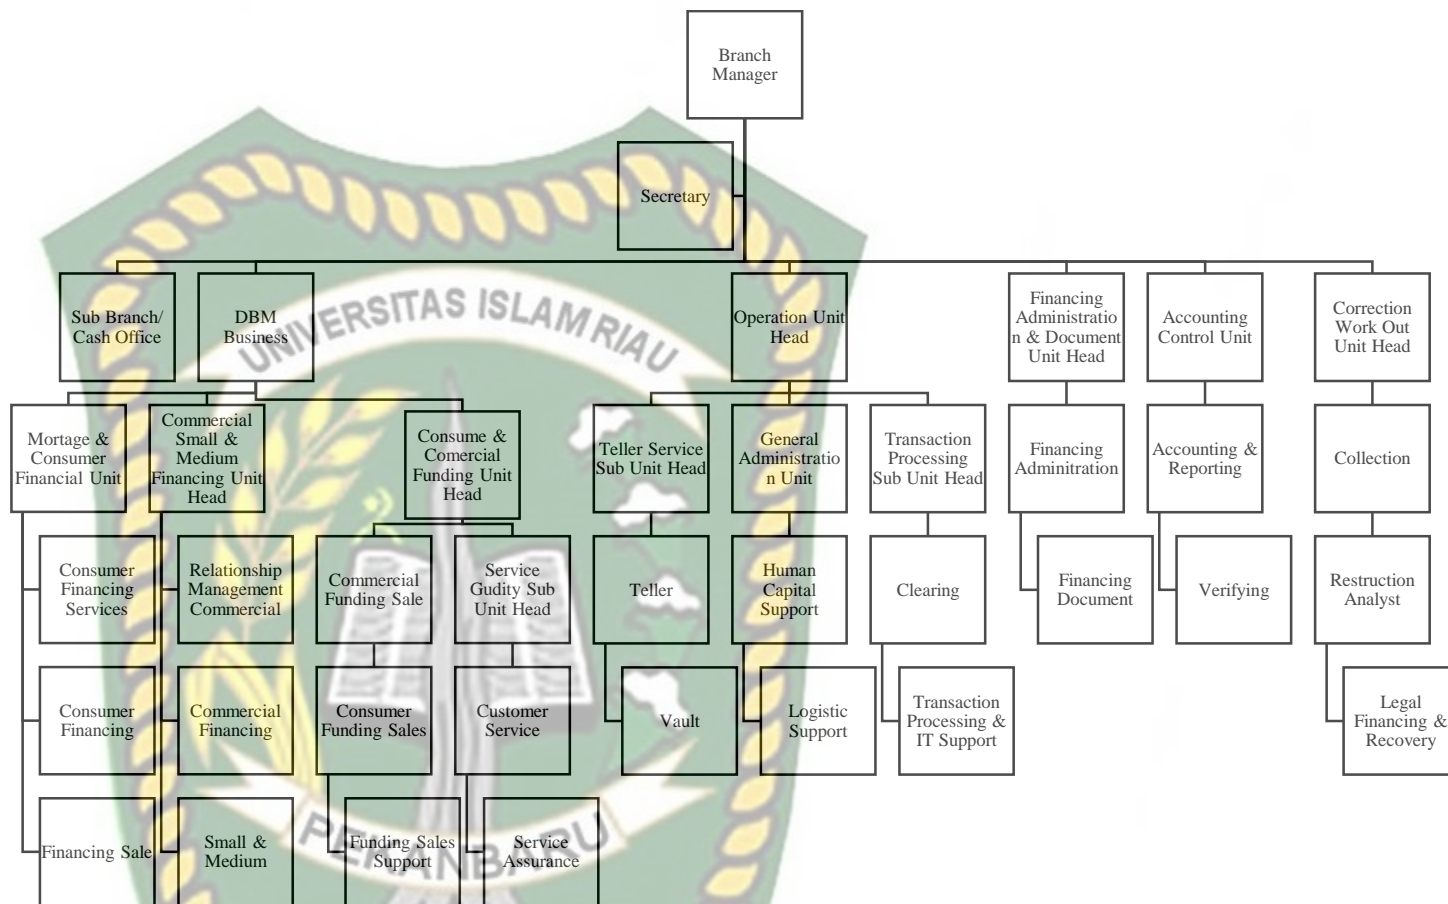 Branch
Manager
Secretary
Sub Branch/
Cash Office
DBM
Business
Operation Unit
Head
Financing
Administratio
n & Document
Unit Head
Accounting
Control Unit
Correction
Work Out
Unit Head
Mortage &
Consumer
Financial Unit
Commercial
Small &
Medium
Financing Unit
Head
Consume &
Comercial
Funding Unit
Head
Teller Service
Sub Unit Head
General
Administratio
n Unit
Transaction
Processing
Sub Unit Head
Financing
Adminitration
Accounting &
Reporting
Collection
Consumer
Financing
Services
Relationship
Management
Commercial
Commercial
Funding Sale
Service
Gudity Sub
Unit Head
Teller
Human
Capital
Support
Clearing
Financing
Document
Verifying
Restruction
Analyst
Consumer
Financing
Commercial
Financing
Consumer
Funding Sales
Customer
Service
Vault
Logistic
Support
Transaction
Processing &
IT Support
Legal
Financing &
Recovery
Financing Sale
Small &
Medium
Funding Sales
Support
Service
Assurance
UNIVERSITAS ISLAM RIAU
PEKANBARU